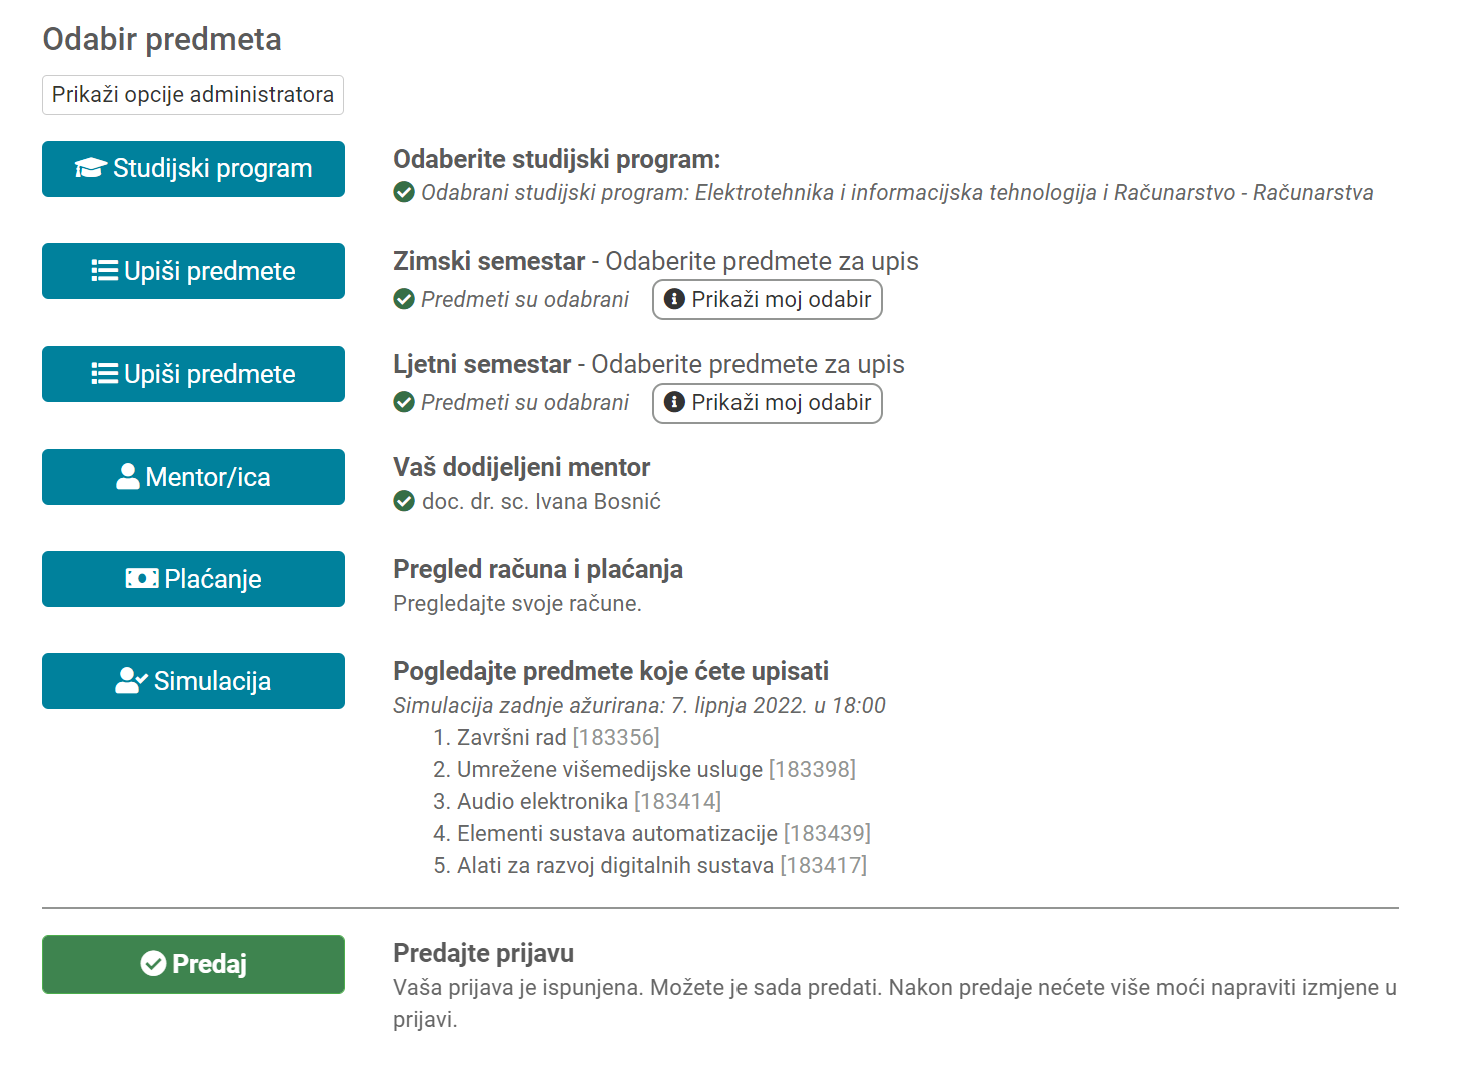 Odabir predmeta
Prikaži opcije administratora
Studijski program
Odaberite studijski program:
Odabrani studijski program: Elektrotehnika i informacijska tehnologija i Računarstvo - Računarstva
Upiši predmete
Zimski semestar - Odaberite predmete za upis
Predmeti su odabrani
Prikaži moj odabir
Upiši predmete
Ljetni semestar - Odaberite predmete za upis
Predmeti su odabrani
Prikaži moj odabir
Mentor/ica
Vaš dodijeljeni mentor
doc. dr. sc. Ivana Bosnić
Plaćanje
Pregled računa i plaćanja
Pregledajte svoje račune.
Simulacija
Pogledajte predmete koje ćete upisati
Simulacija zadnje ažurirana: 7. lipnja 2022. u 18:00
1. Završni rad [183356]
2. Umrežene višemedijske usluge [183398]
3. Audio elektronika [183414]
4. Elementi sustava automatizacije [183439]
5. Alati za razvoj digitalnih sustava [183417]
Predaj
Predajte prijavu
Vaša prijava je ispunjena. Možete je sada predati. Nakon predaje nećete više moći napraviti izmjene u
prijavi.